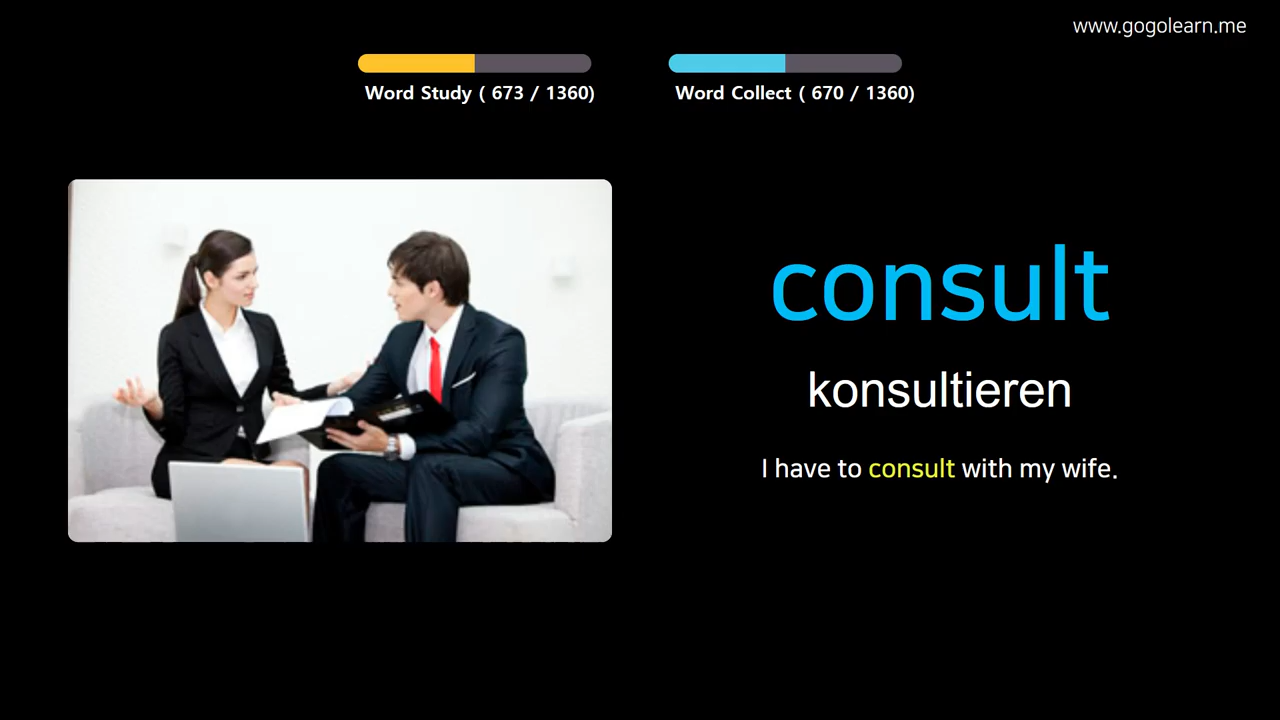 www.gogolearn.me
Word Study ( 673 / 1360)
Word Collect ( 670 / 1360)
consult
konsultieren
I have to consult with my wife.